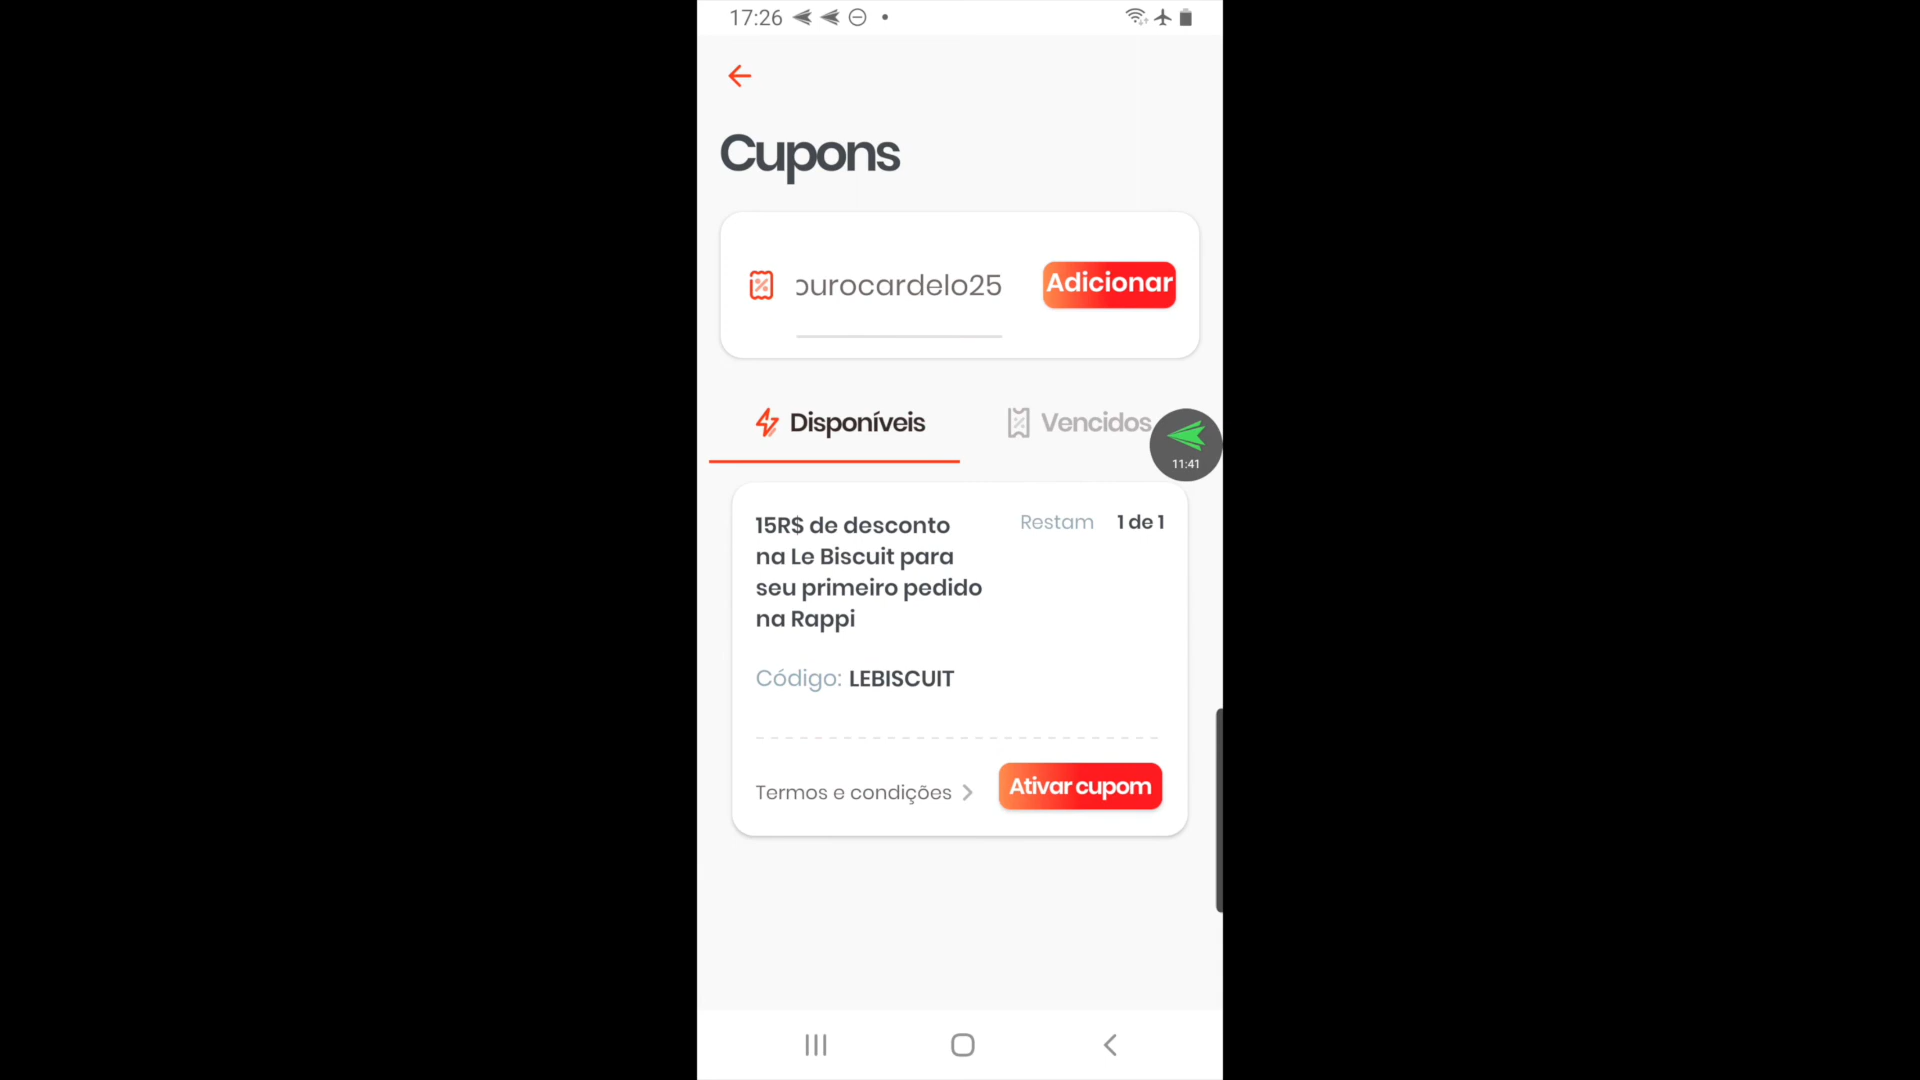 17:26
Cupons
ourocardelo25
Adicionar
Disponíveis
Vencidos
11:41
15R$ de desconto
na Le Biscuit para
seu primeiro pedido
na Rappi
Restam 1 de 1
Código: LEBISCUIT
Termos e condições
Ativar cupom